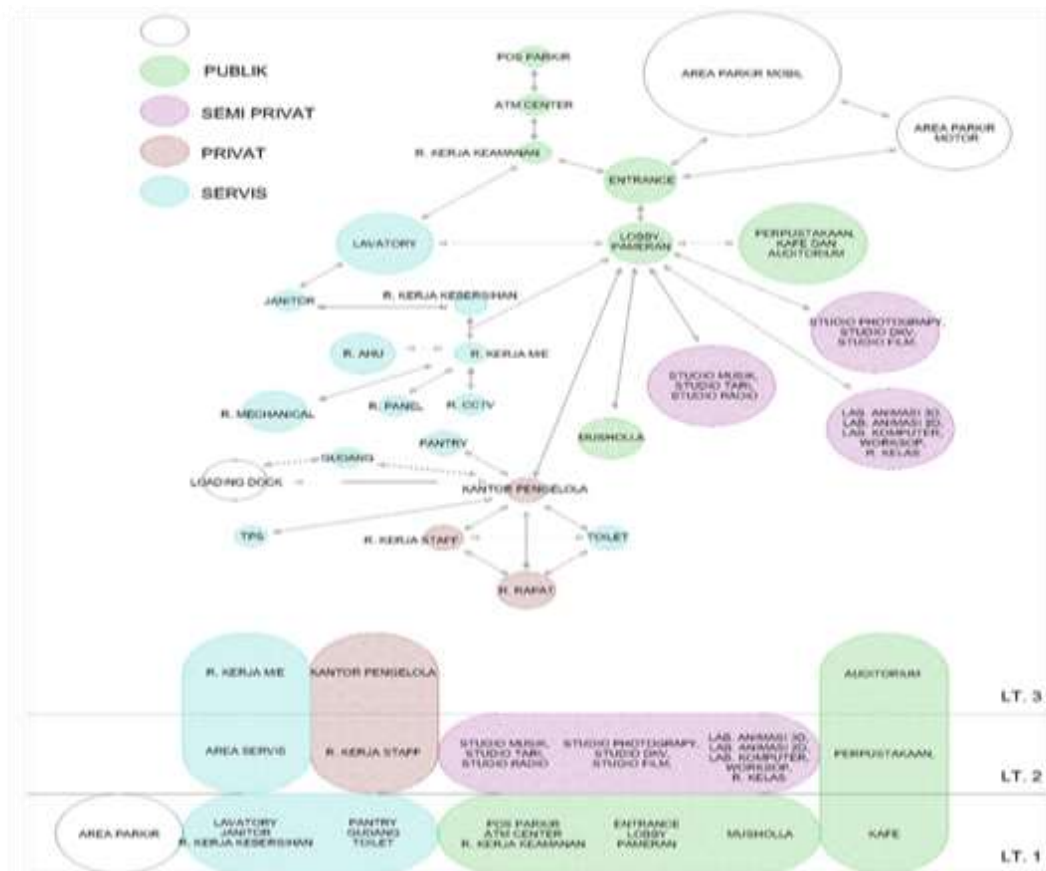 PUBLIK
SEMI PRIVAT
PRIVAT
SERVIS
POS PARKIR
ATM CENTER
R. KERJA KEAMANAN
AREA PARKIR MOBIL
AREA PARKIR
MOTOR
ENTRANCE
LAVATORY
LOBBY,
PAMERAN
PERPUSTAKAAN,
KAFE DAN
AUDITORIUM
JANITOR
R. KERJA KEBERSIHAN
STUDIO PHOTOGRAPY,
STUDIO DKV,
STUDIO FILM.
R. AHU
R. KERJA M/E
STUDIO MUSIK,
STUDIO TARI,
STUDIO RADIO
R. MECHANICAL
R. PANEL
R. CCTV
LAB. ANIMASI 3D,
LAB. ANIMASI 2D,
LAB. KOMPUTER,
WORKSOP,
R. KELAS
MUSHOLLA
PANTRY
GUDANG
LOADING DOCK
KANTOR PENGELOLA
TPS
R. KERJA STAFF
TOILET
R. RAPAT
R. KERJA M/E
KANTOR PENGELOLA
AUDITORIUM
LT. 3
AREA SERVIS
R. KERJA STAFF
STUDIO MUSIK,
STUDIO TARI,
STUDIO RADIO
STUDIO PHOTOGRAPY,
STUDIO DKV,
STUDIO FILM.
LAB. ANIMASI 3D,
LAB. ANIMASI 2D,
LAB. KOMPUTER,
WORKSOP,
R. KELAS
PERPUSTAKAAN,
LT. 2
AREA PARKIR
LAVATORY
JANITOR
R. KERJA KEBERSIHAN
PANTRY
GUDANG
TOILET
POS PARKIR
ATM CENTER
R. KERJA KEAMANAN
ENTRANCE
LOBBY
PAMERAN
MUSHOLLA
KAFE
LT. 1